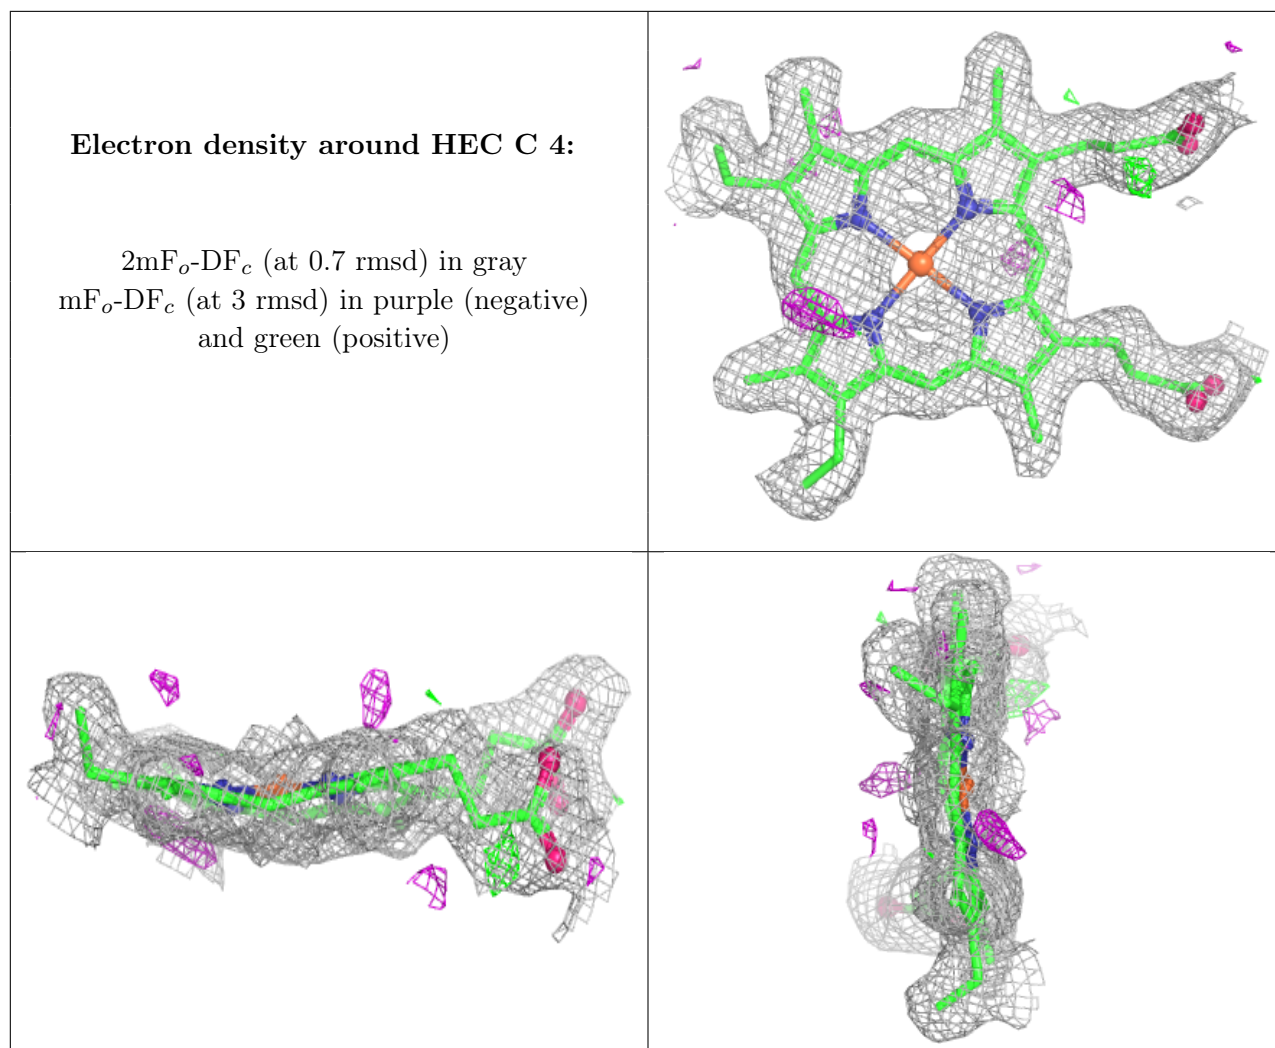 Electron density around HEC C 4:
2mFₒ-DF𝒸 (at 0.7 rmsd) in gray
mFₒ-DF𝒸 (at 3 rmsd) in purple (negative)
and green (positive)